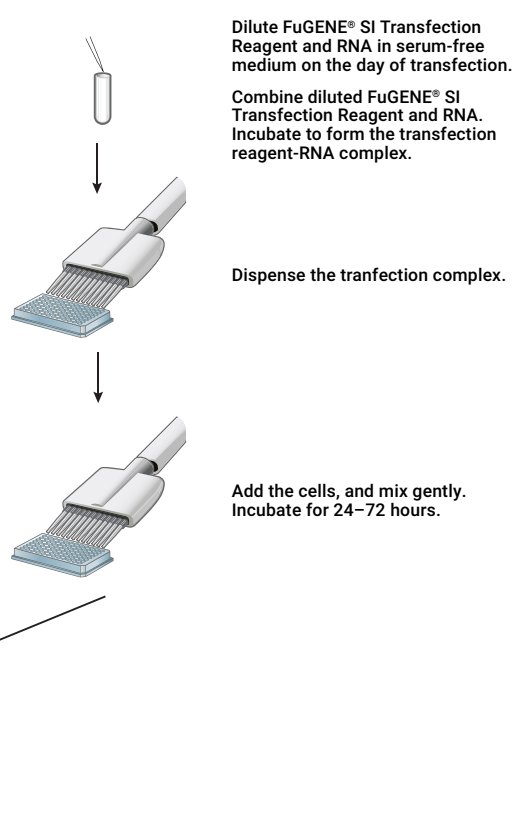 Dilute FuGENE® SI Transfection
Reagent and RNA in serum-free
medium on the day of transfection.
Combine diluted FuGENE® SI
Transfection Reagent and RNA.
Incubate to form the transfection
reagent-RNA complex.
Dispense the tranfection complex.
Add the cells, and mix gently.
Incubate for 24–72 hours.